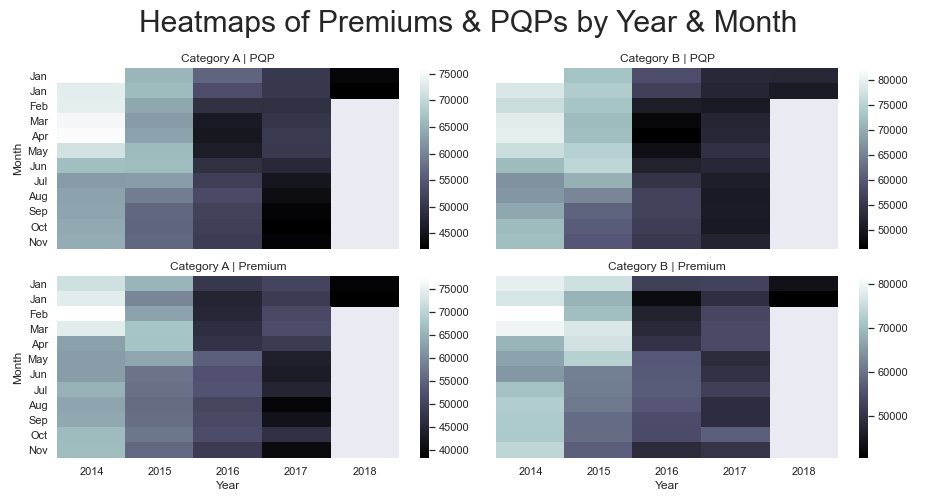 Heatmaps of Premiums & PQPs by Year & Month
Category A | PQP
Category B | PQP
Month
Jan
Jan
Feb
Mar
Apr
May
Jun
Jul
Aug
Sep
Oct
Nov
75000
70000
65000
60000
55000
50000
45000
80000
75000
70000
65000
60000
55000
50000
Category A | Premium
Category B | Premium
Month
Jan
Jan
Feb
Mar
Apr
May
Jun
Jul
Aug
Sep
Oct
Nov
75000
70000
65000
60000
55000
50000
45000
40000
80000
70000
60000
50000
2014 2015 2016 2017 2018
Year
2014 2015 2016 2017 2018
Year